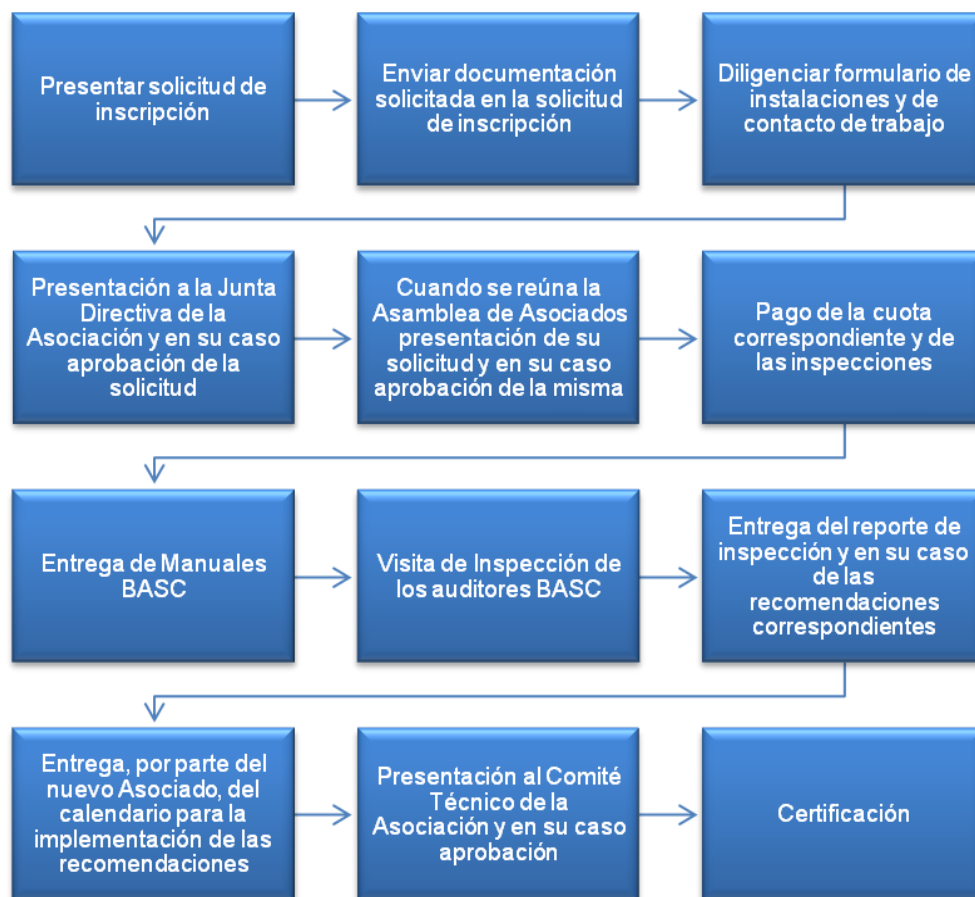 Presentar solicitud de
inscripción
Enviar documentación
solicitada en la solicitud
de inscripción
Diligenciar formulario de
instalaciones y de
contacto de trabajo
Presentación a la Junta
Directiva de la
Asociación y en su caso
aprobación de la
solicitud
Cuando se reúna la
Asamblea de Asociados
presentación de su
solicitud y en su caso
aprobación de la misma
Pago de la cuota
correspondiente y de
las inspecciones
Entrega de Manuales
BASC
Visita de Inspección de
los auditores BASC
Entrega del reporte de
inspección y en su caso
de las
recomendaciones
correspondientes
Entrega, por parte del
nuevo Asociado, del
calendario para la
implementación de las
recomendaciones
Presentación al Comité
Técnico de la
Asociación y en su caso
aprobación
Certificación